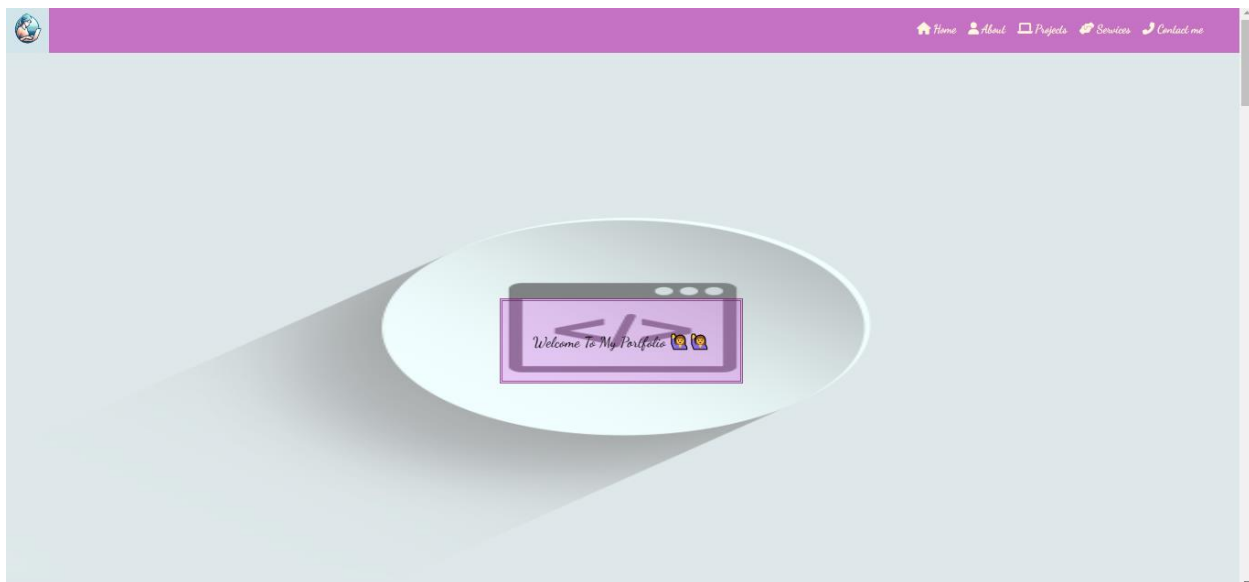 Home About Projects Services Contact me
</>
Welcome To My Portfolio 🙋‍♀️🙋‍♀️